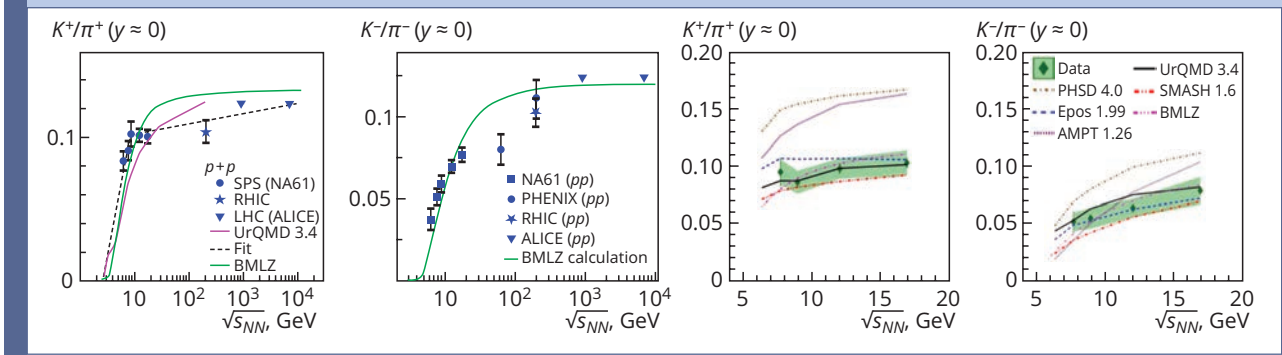 K⁺/π⁺ (y ≈ 0)
0.1
0
10
10²
10³
10⁴
√s_NN, GeV
p+p
SPS (NA61)
RHIC
LHC (ALICE)
UrQMD 3.4
Fit
BMLZ
K⁻/π⁻ (y ≈ 0)
0.1
0.05
10
10²
10³
10⁴
√s_NN, GeV
NA61 (pp)
PHENIX (pp)
RHIC (pp)
ALICE (pp)
BMLZ calculation
K⁺/π⁺ (y ≈ 0)
0.20
0.15
0.10
0.05
0
5
10
15
20
√s_NN, GeV
K⁻/π⁻ (y ≈ 0)
0.20
0.15
0.10
0.05
0
5
10
15
20
√s_NN, GeV
Data
PHSD 4.0
Epos 1.99
AMPT 1.26
UrQMD 3.4
SMASH 1.6
BMLZ